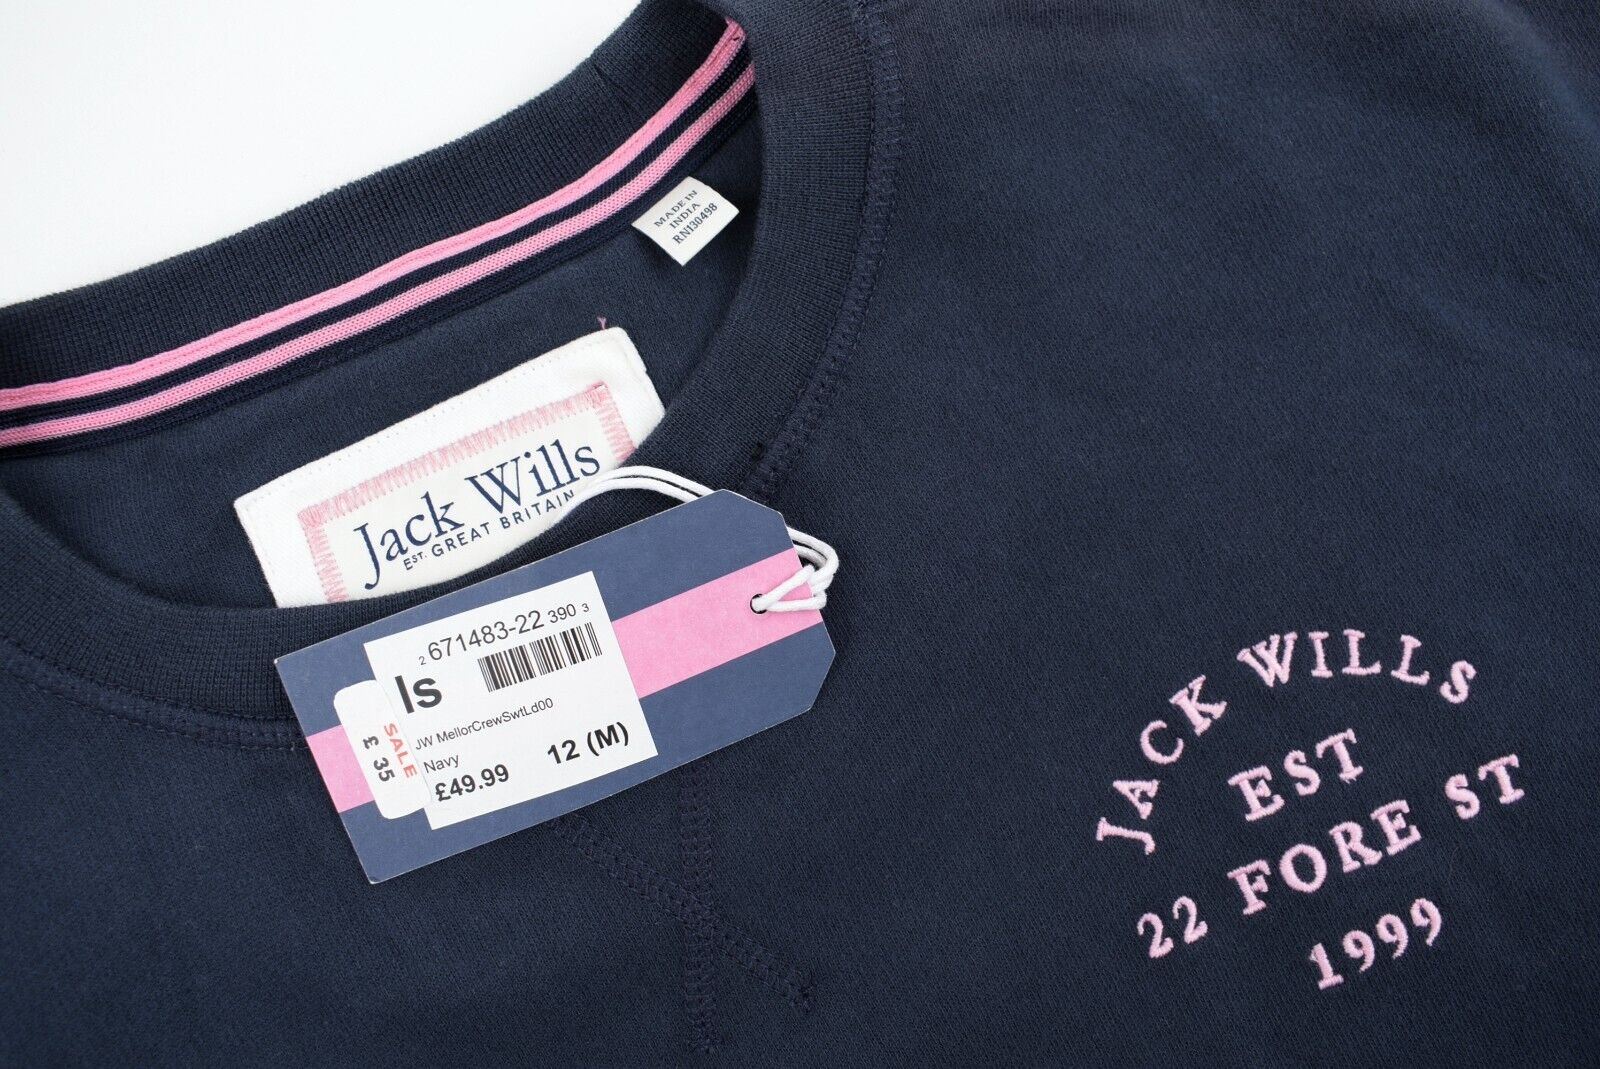 MADE IN
INDIA
RN130498
Jack Wills
EST. GREAT BRITAIN
2 671483-22 390 3
ls
JW MellorCrewSwtLd00
Navy
£49.99 12 (M)
SALE
£ 35
JACK WILLS
EST
22 FORE ST
1999